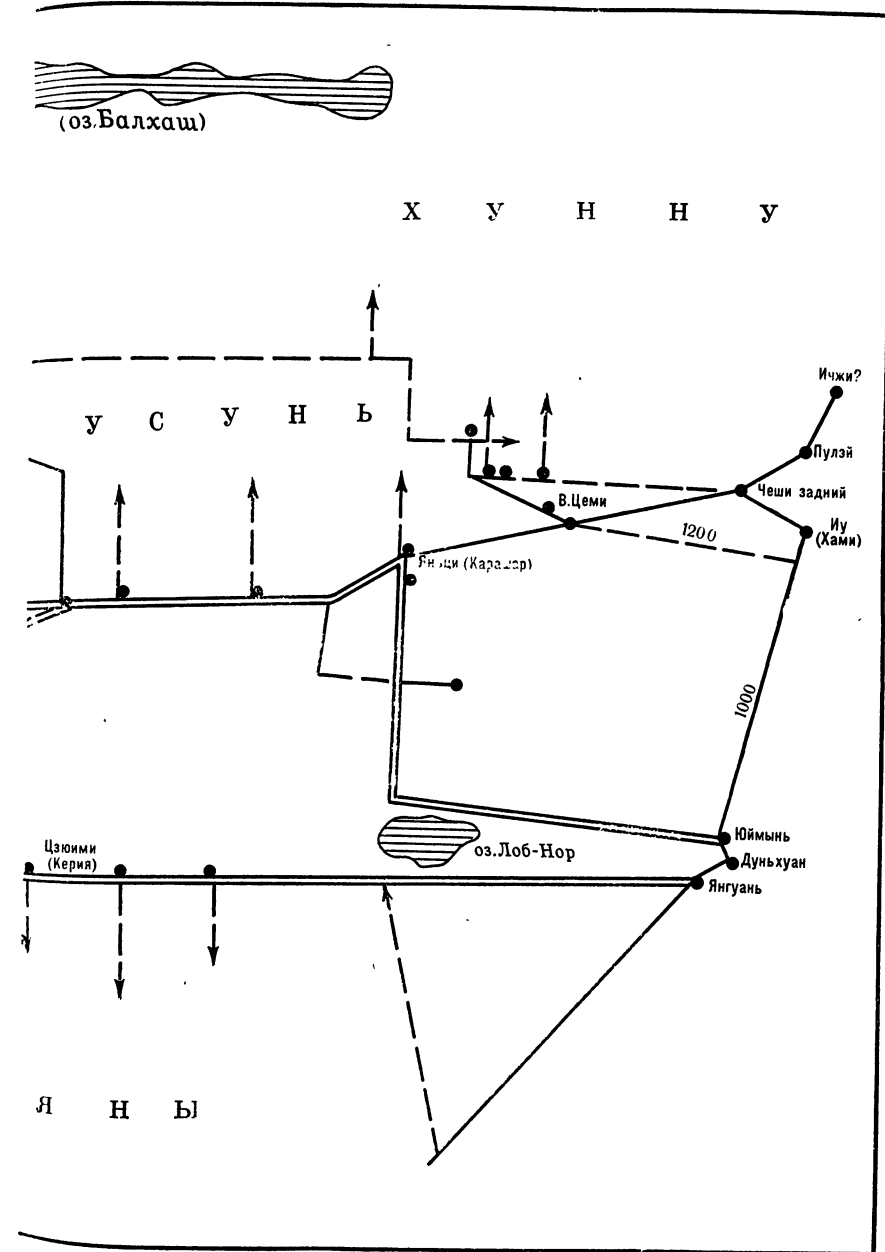 (оз.Балхаш)
Х У Н Н У
Ичжи?
У С У Н Ь
Пулэй
Чеши задний
В.Цеми
Иу
(Хами)
1200
1000
Цзюими
(Керия)
оз.Лоб-Нор
Юймынь
Дуньхуан
Янгуань
Я Н Ы